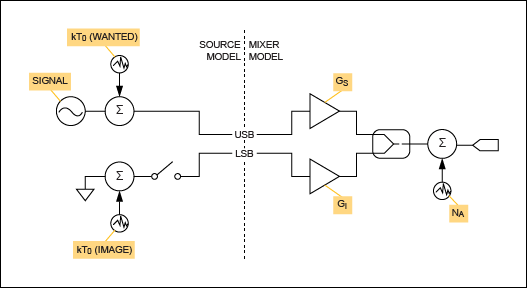 kT0 (WANTED)
SOURCE MODEL
MIXER MODEL
SIGNAL
Σ
GS
USB
Σ
LSB
Σ
GI
NA
kT0 (IMAGE)